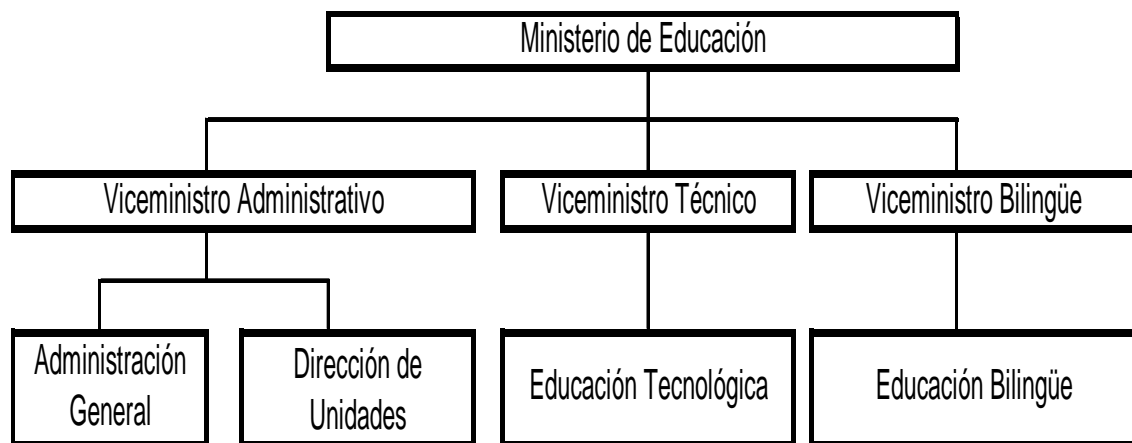 Ministerio de Educación
Viceministro Administrativo
Viceministro Técnico
Viceministro Bilingüe
Administración
General
Dirección de
Unidades
Educación Tecnológica
Educación Bilingüe